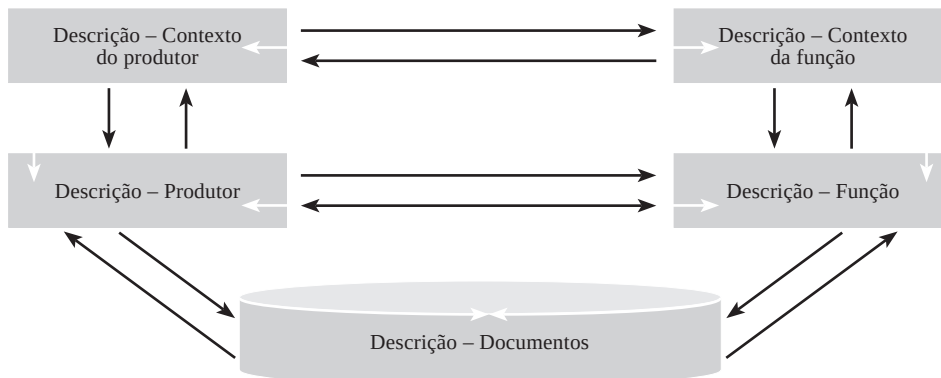 Descrição – Contexto
do produtor
Descrição – Contexto
da função
Descrição – Produtor
Descrição – Função
Descrição – Documentos